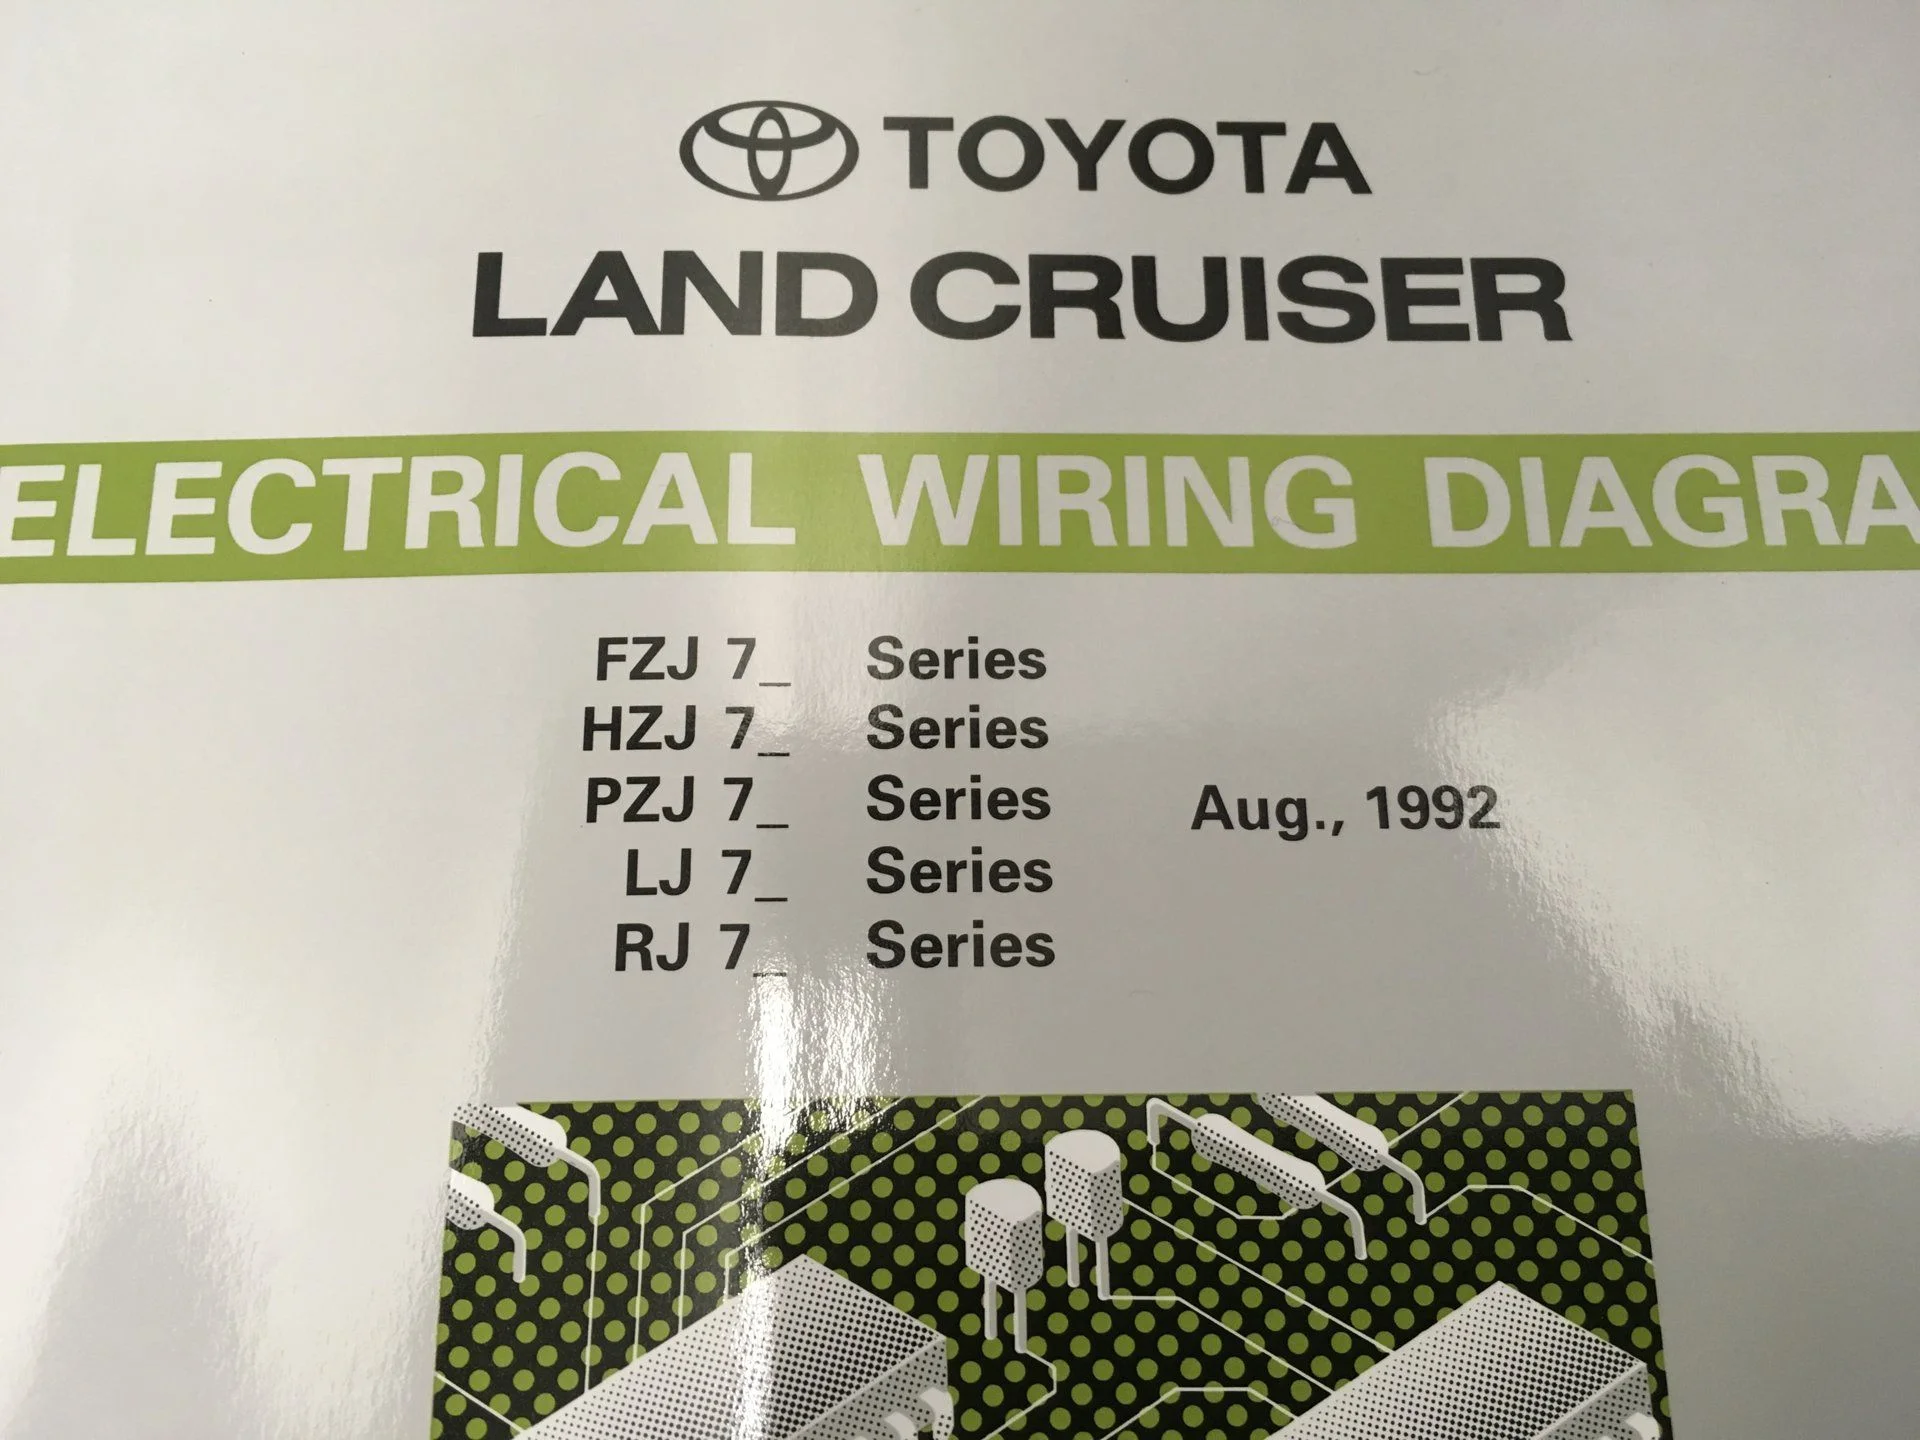 TOYOTA
LAND CRUISER
ELECTRICAL WIRING DIAGRA
FZJ 7_ Series
HZJ 7_ Series
PZJ 7_ Series Aug., 1992
LJ 7_ Series
RJ 7_ Series